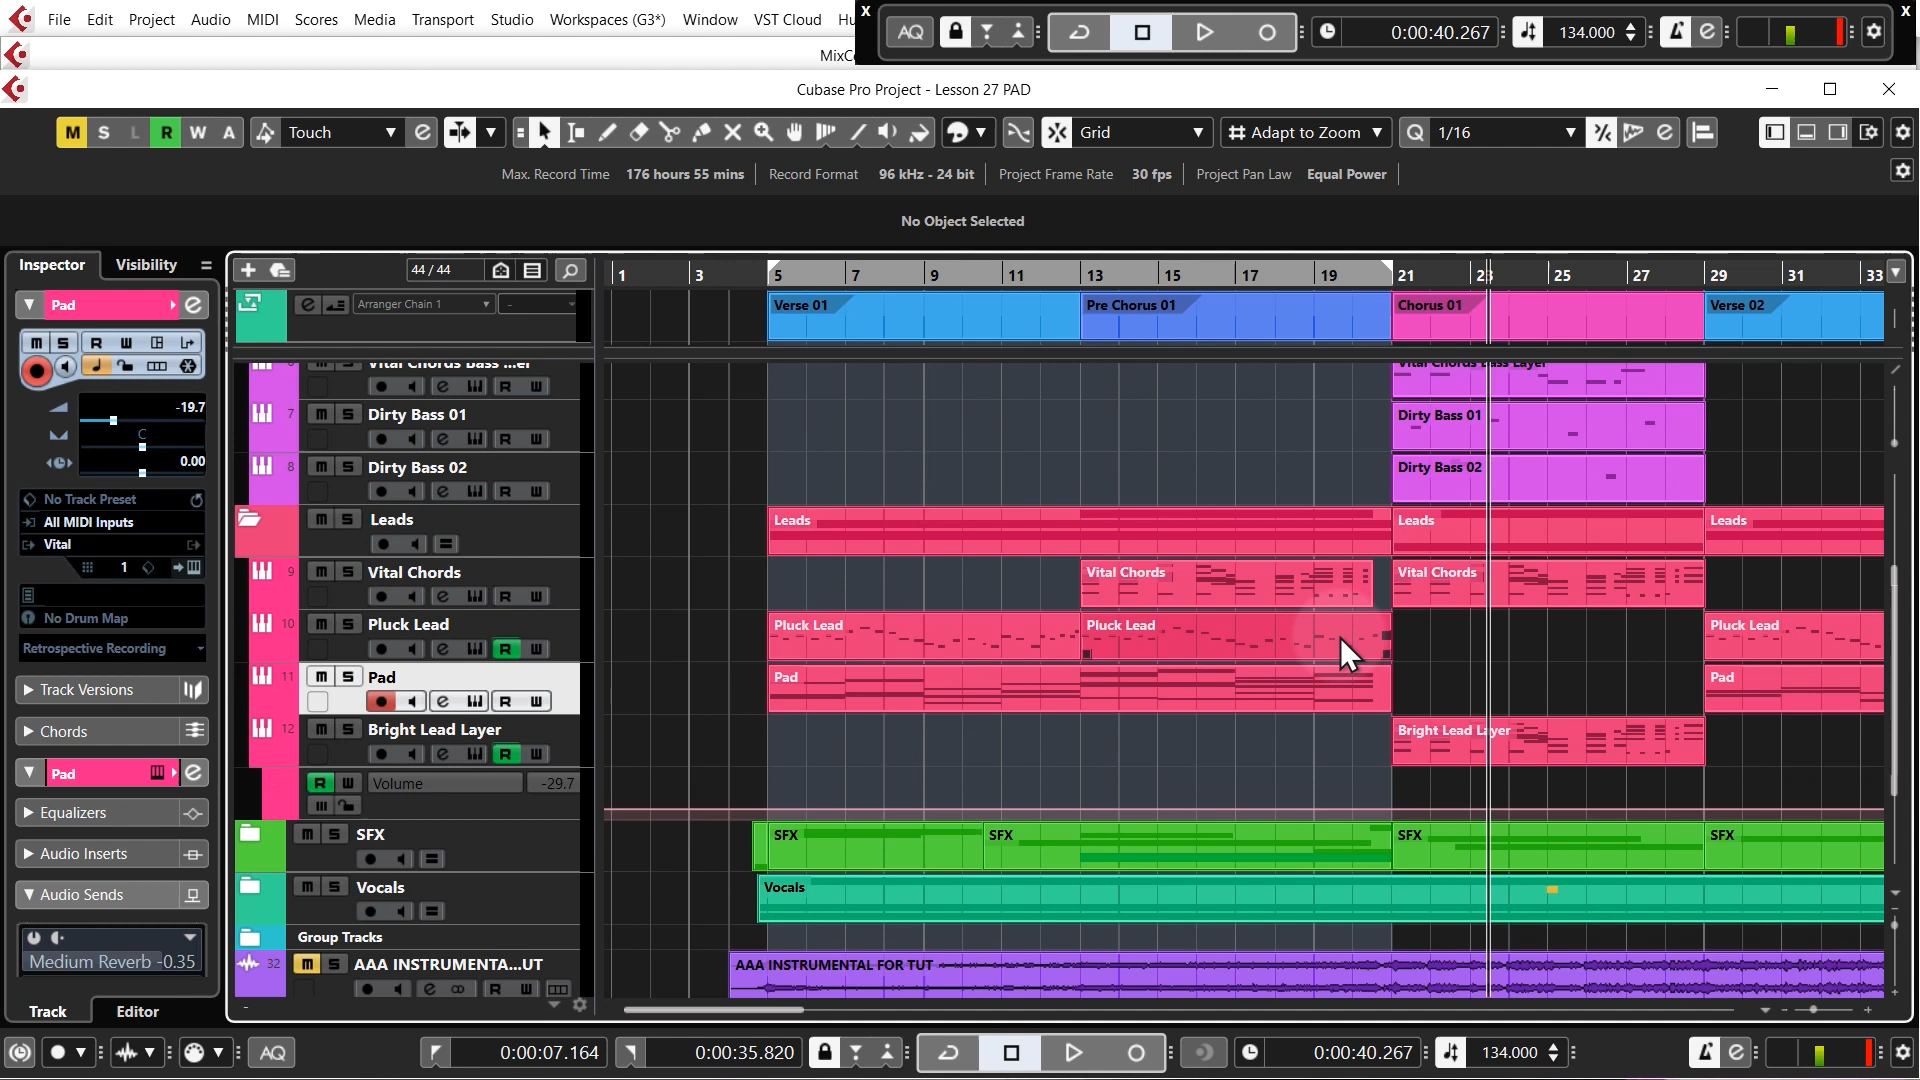 File Edit Project Audio MIDI Scores Media Transport Studio Workspaces (G3*) Window VST Cloud Hu
x AQ 0:00:40.267 134.000 e x
MixC
Cubase Pro Project - Lesson 27 PAD
M S L R W A Touch e Grid Adapt to Zoom Q 1/16 e
Max. Record Time 176 hours 55 mins Record Format 96 kHz - 24 bit Project Frame Rate 30 fps Project Pan Law Equal Power
No Object Selected
Inspector Visibility 44 / 44 1 3 5 7 9 11 13 15 17 19 21 23 25 27 29 31 33
Pad e e Arranger Chain 1 - Verse 01 Pre Chorus 01 Chorus 01 Verse 02
m S R W
Vital Chords Bass ...er Vital Chords Bass Layer
e R W
-19.7 7 m S Dirty Bass 01 Dirty Bass 01
C e R W
0.00 8 m S Dirty Bass 02 Dirty Bass 02
e R W
No Track Preset
All MIDI Inputs m S Leads Leads Leads Leads
Vital
1 9 m S Vital Chords Vital Chords Vital Chords
e R W
No Drum Map 10 m S Pluck Lead Pluck Lead Pluck Lead Pluck Lead
Retrospective Recording e R W
Track Versions 11 m S Pad Pad Pad
e R W
Chords 12 m S Bright Lead Layer Bright Lead Layer
e R W
Pad e R W Volume -29.7
Equalizers
Audio Inserts m S SFX SFX SFX SFX SFX
Audio Sends m S Vocals Vocals
Group Tracks
Medium Reverb -0.35 32 m S AAA INSTRUMENTA...UT AAA INSTRUMENTAL FOR TUT
e R W
Track Editor
AQ 0:00:07.164 0:00:35.820 0:00:40.267 134.000 e